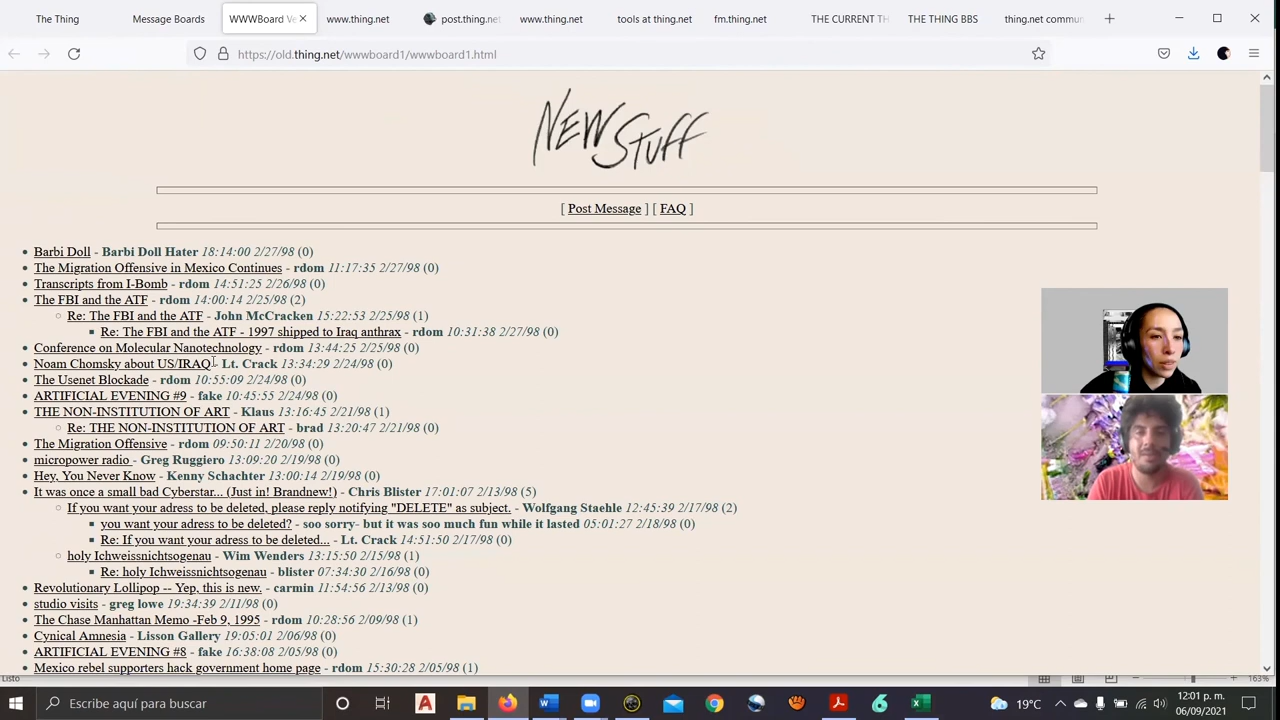 The Thing
Message Boards
WWWBoard Ve
www.thing.net
post.thing.net
www.thing.net
tools at thing.net
fm.thing.net
THE CURRENT TH
THE THING BBS
thing.net commun
https://old.thing.net/wwwboard1/wwwboard1.html
NEW STUFF
[ Post Message ] [ FAQ ]
• Barbi Doll - Barbi Doll Hater 18:14:00 2/27/98 (0)
• The Migration Offensive in Mexico Continues - rdom 11:17:35 2/27/98 (0)
• Transcripts from I-Bomb - rdom 14:51:25 2/26/98 (0)
• The FBI and the ATF - rdom 14:00:14 2/25/98 (2)
○ Re: The FBI and the ATF - John McCracken 15:22:53 2/25/98 (1)
■ Re: The FBI and the ATF - 1997 shipped to Iraq anthrax - rdom 10:31:38 2/27/98 (0)
• Conference on Molecular Nanotechnology - rdom 13:44:25 2/25/98 (0)
• Noam Chomsky about US/IRAQ - Lt. Crack 13:34:29 2/24/98 (0)
• The Usenet Blockade - rdom 10:55:09 2/24/98 (0)
• ARTIFICIAL EVENING #9 - fake 10:45:55 2/24/98 (0)
• THE NON-INSTITUTION OF ART - Klaus 13:16:45 2/21/98 (1)
○ Re: THE NON-INSTITUTION OF ART - brad 13:20:47 2/21/98 (0)
• The Migration Offensive - rdom 09:50:11 2/20/98 (0)
• micropower radio - Greg Ruggiero 13:09:20 2/19/98 (0)
• Hey, You Never Know - Kenny Schachter 13:00:14 2/19/98 (0)
• It was once a small bad Cyberstar... (Just in! Brandnew!) - Chris Blister 17:01:07 2/13/98 (5)
○ If you want your adress to be deleted, please reply notifying "DELETE" as subject. - Wolfgang Staehle 12:45:39 2/17/98 (2)
■ you want your adress to be deleted? - soo sorry- but it was soo much fun while it lasted 05:01:27 2/18/98 (0)
■ Re: If you want your adress to be deleted... - Lt. Crack 14:51:50 2/17/98 (0)
○ holy Ichweissnichtsogenau - Wim Wenders 13:15:50 2/15/98 (1)
■ Re: holy Ichweissnichtsogenau - blister 07:34:30 2/16/98 (0)
• Revolutionary Lollipop -- Yep, this is new. - carmin 11:54:56 2/13/98 (0)
• studio visits - greg lowe 19:34:39 2/11/98 (0)
• The Chase Manhattan Memo -Feb 9, 1995 - rdom 10:28:56 2/09/98 (1)
• Cynical Amnesia - Lisson Gallery 19:05:01 2/06/98 (0)
• ARTIFICIAL EVENING #8 - fake 16:38:08 2/05/98 (0)
• Mexico rebel supporters hack government home page - rdom 15:30:28 2/05/98 (1)
Listo
163%
Escribe aquí para buscar
19°C
12:01 p. m.
06/09/2021